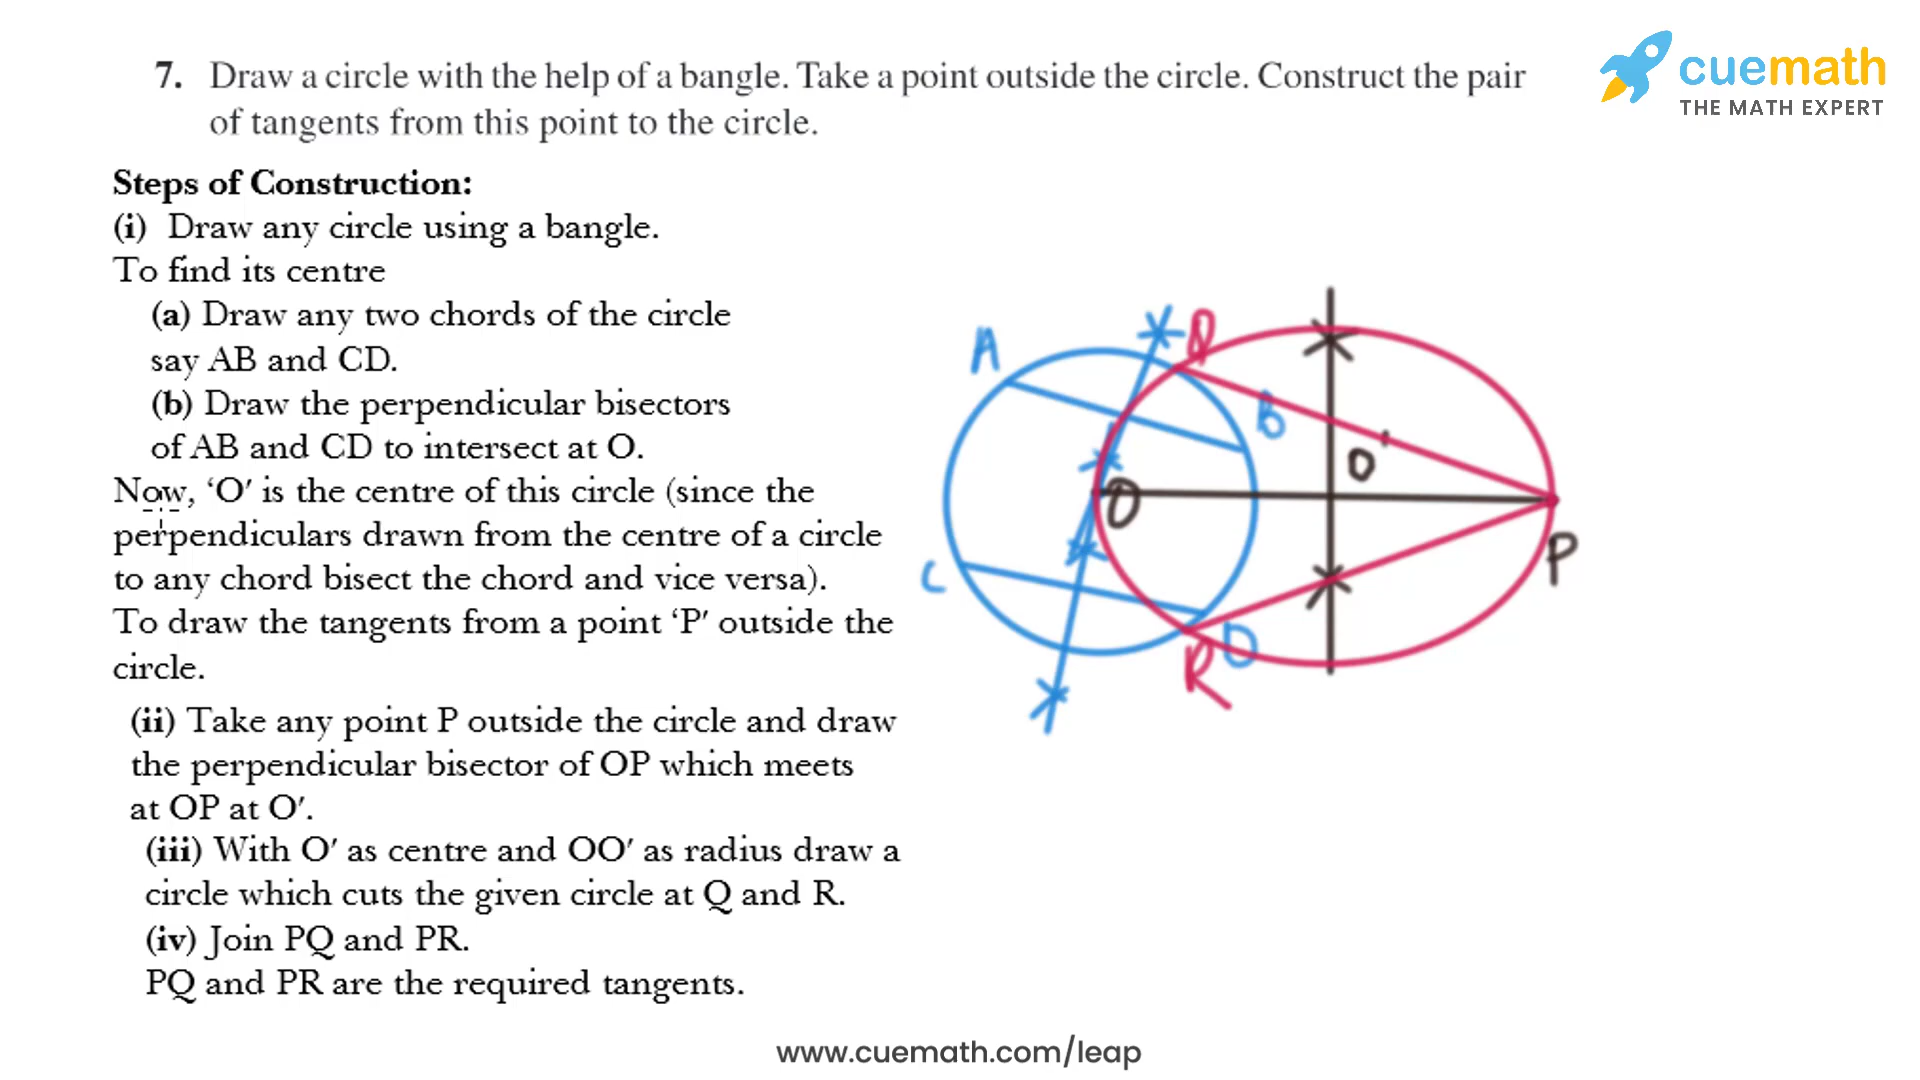 7. Draw a circle with the help of a bangle. Take a point outside the circle. Construct the pair
of tangents from this point to the circle.
cuemath
THE MATH EXPERT
Steps of Construction:
(i) Draw any circle using a bangle.
To find its centre
(a) Draw any two chords of the circle
say AB and CD.
(b) Draw the perpendicular bisectors
of AB and CD to intersect at O.
Now, ‘O′ is the centre of this circle (since the
perpendiculars drawn from the centre of a circle
to any chord bisect the chord and vice versa).
To draw the tangents from a point ‘P′ outside the
circle.
(ii) Take any point P outside the circle and draw
the perpendicular bisector of OP which meets
at OP at O′.
(iii) With O′ as centre and OO′ as radius draw a
circle which cuts the given circle at Q and R.
(iv) Join PQ and PR.
PQ and PR are the required tangents.
A
B
O'
O
P
C
D
R
www.cuemath.com/leap